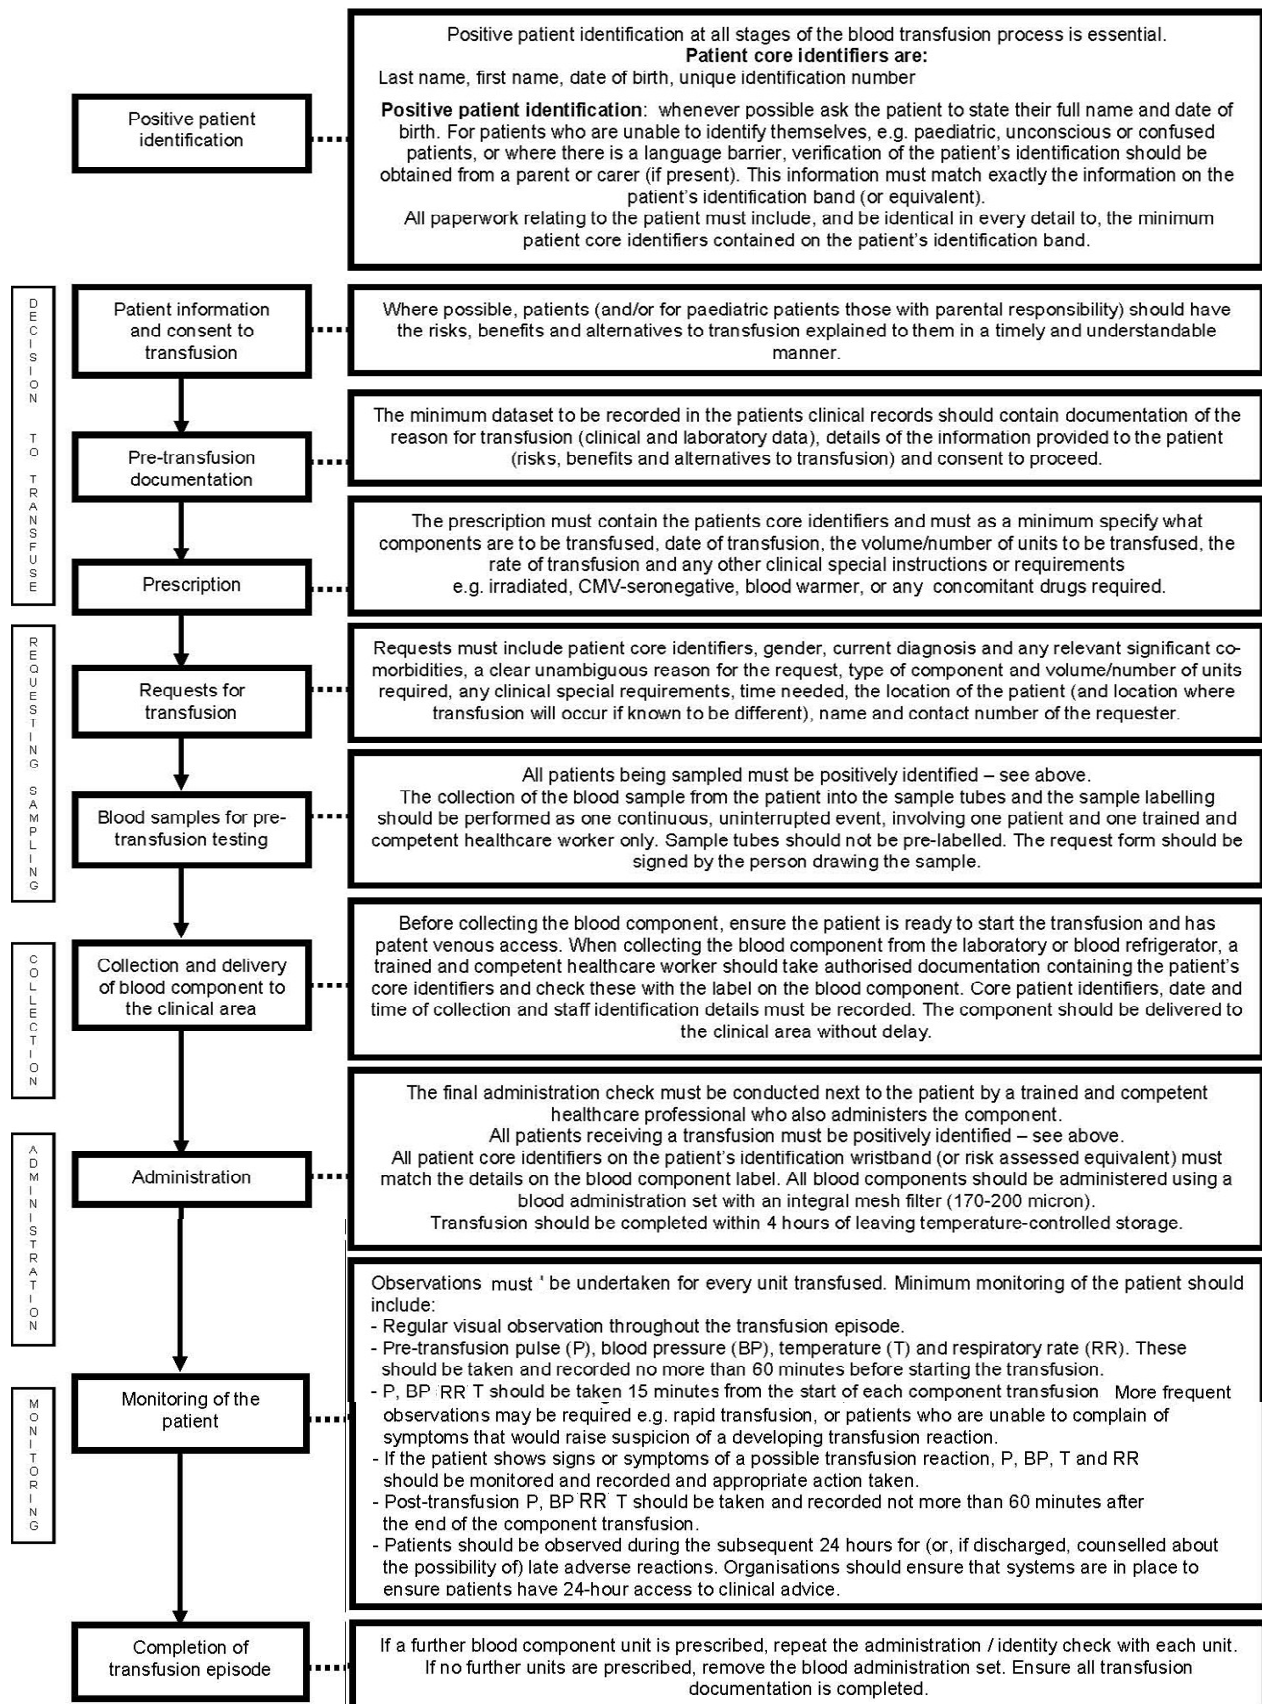 Positive patient identification at all stages of the blood transfusion process is essential.
Patient core identifiers are:
Last name, first name, date of birth, unique identification number
Positive patient
identification
Positive patient identification: whenever possible ask the patient to state their full name and date of
birth. For patients who are unable to identify themselves, e.g. paediatric, unconscious or confused
patients, or where there is a language barrier, verification of the patient's identification should be
obtained from a parent or carer (if present). This information must match exactly the information on the
patient's identification band (or equivalent).
All paperwork relating to the patient must include, and be identical in every detail to, the minimum
patient core identifiers contained on the patient's identification band.
DECISION TO TRANSFUSE
Patient information
and consent to
transfusion
Where possible, patients (and/or for paediatric patients those with parental responsibility) should have
the risks, benefits and alternatives to transfusion explained to them in a timely and understandable
manner.
Pre-transfusion
documentation
The minimum dataset to be recorded in the patients clinical records should contain documentation of the
reason for transfusion (clinical and laboratory data), details of the information provided to the patient
(risks, benefits and alternatives to transfusion) and consent to proceed.
Prescription
The prescription must contain the patients core identifiers and must as a minimum specify what
components are to be transfused, date of transfusion, the volume/number of units to be transfused, the
rate of transfusion and any other clinical special instructions or requirements
e.g. irradiated, CMV-seronegative, blood warmer, or any concomitant drugs required.
REQUESTING SAMPLING
Requests for
transfusion
Requests must include patient core identifiers, gender, current diagnosis and any relevant significant co-
morbidities, a clear unambiguous reason for the request, type of component and volume/number of units
required, any clinical special requirements, time needed, the location of the patient (and location where
transfusion will occur if known to be different), name and contact number of the requester.
Blood samples for pre-
transfusion testing
All patients being sampled must be positively identified – see above.
The collection of the blood sample from the patient into the sample tubes and the sample labelling
should be performed as one continuous, uninterrupted event, involving one patient and one trained and
competent healthcare worker only. Sample tubes should not be pre-labelled. The request form should be
signed by the person drawing the sample.
COLLECTION
Collection and delivery
of blood component to
the clinical area
Before collecting the blood component, ensure the patient is ready to start the transfusion and has
patent venous access. When collecting the blood component from the laboratory or blood refrigerator, a
trained and competent healthcare worker should take authorised documentation containing the patient's
core identifiers and check these with the label on the blood component. Core patient identifiers, date and
time of collection and staff identification details must be recorded. The component should be delivered to
the clinical area without delay.
ADMINISTRATION
Administration
The final administration check must be conducted next to the patient by a trained and competent
healthcare professional who also administers the component.
All patients receiving a transfusion must be positively identified – see above.
All patient core identifiers on the patient's identification wristband (or risk assessed equivalent) must
match the details on the blood component label. All blood components should be administered using a
blood administration set with an integral mesh filter (170-200 micron).
Transfusion should be completed within 4 hours of leaving temperature-controlled storage.
MONITORING
Monitoring of the
patient
Observations must ' be undertaken for every unit transfused. Minimum monitoring of the patient should
include:
- Regular visual observation throughout the transfusion episode.
- Pre-transfusion pulse (P), blood pressure (BP), temperature (T) and respiratory rate (RR). These
should be taken and recorded no more than 60 minutes before starting the transfusion.
- P, BP RR T should be taken 15 minutes from the start of each component transfusion More frequent
observations may be required e.g. rapid transfusion, or patients who are unable to complain of
symptoms that would raise suspicion of a developing transfusion reaction.
- If the patient shows signs or symptoms of a possible transfusion reaction, P, BP, T and RR
should be monitored and recorded and appropriate action taken.
- Post-transfusion P, BP RR T should be taken and recorded not more than 60 minutes after
the end of the component transfusion.
- Patients should be observed during the subsequent 24 hours for (or, if discharged, counselled about
the possibility of) late adverse reactions. Organisations should ensure that systems are in place to
ensure patients have 24-hour access to clinical advice.
Completion of
transfusion episode
If a further blood component unit is prescribed, repeat the administration / identity check with each unit.
If no further units are prescribed, remove the blood administration set. Ensure all transfusion
documentation is completed.